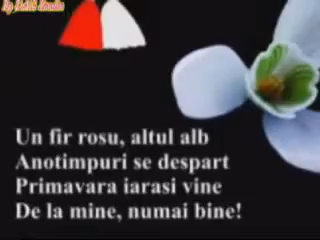 Un fir rosu, altul alb
Anotimpuri se despart
Primavara iarasi vine
De la mine, numai bine!